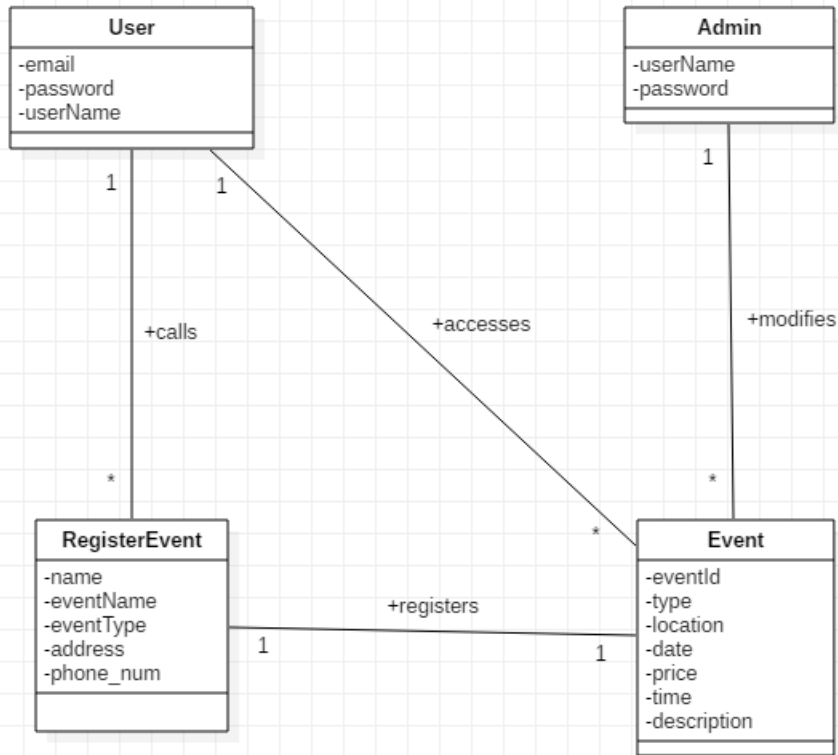 User
-email
-password
-userName
Admin
-userName
-password
1
1
1
+calls
+accesses
+modifies
*
*
*
RegisterEvent
-name
-eventName
-eventType
-address
-phone_num
+registers
1
1
Event
-eventId
-type
-location
-date
-price
-time
-description